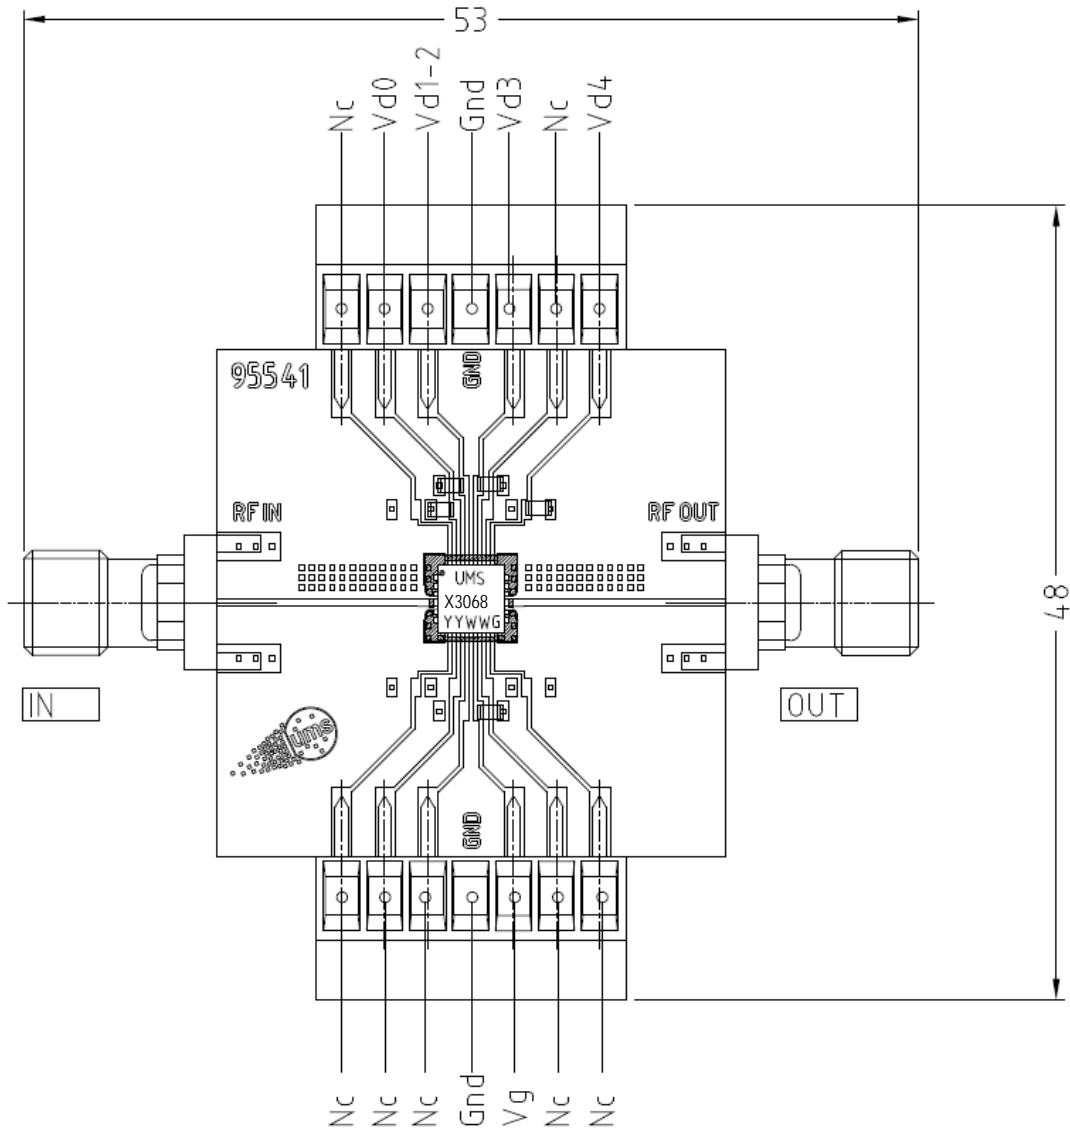 53
Nc
Vd0
Vd1-2
Gnd
Vd3
Nc
Vd4
95541
GND
RF IN
RF OUT
UMS
X3068
YYWWG
48
IN
OUT
ums
GND
Nc
Nc
Nc
Gnd
Vg
Nc
Nc